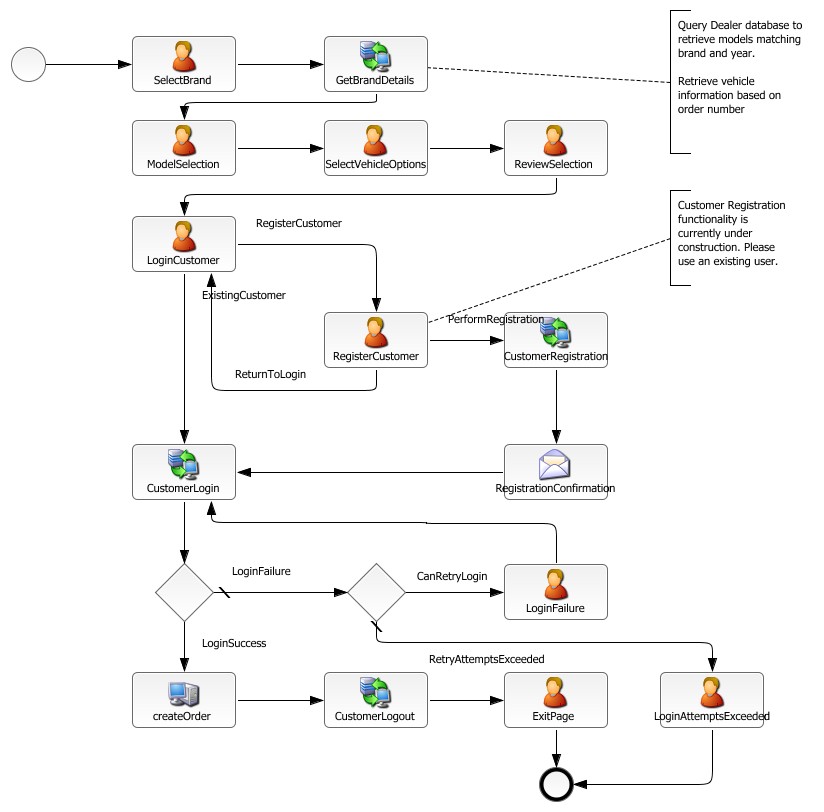 Query Dealer database to
retrieve models matching
brand and year.
Retrieve vehicle
information based on
order number
SelectBrand
GetBrandDetails
ModelSelection
SelectVehicleOptions
ReviewSelection
Customer Registration
functionality is
currently under
construction. Please
use an existing user.
RegisterCustomer
LoginCustomer
ExistingCustomer
PerformRegistration
RegisterCustomer
CustomerRegistration
ReturnToLogin
CustomerLogin
RegistrationConfirmation
LoginFailure
CanRetryLogin
LoginFailure
LoginSuccess
RetryAttemptsExceeded
createOrder
CustomerLogout
ExitPage
LoginAttemptsExceeded